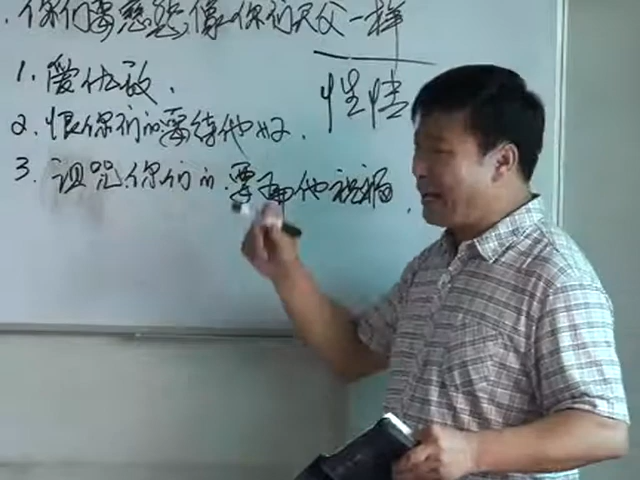 .你们要慈悲像你们天父一样
1.爱仇敌.
性情
2.恨你们的要待他好.
3.诅咒你们的.要为他祝福.